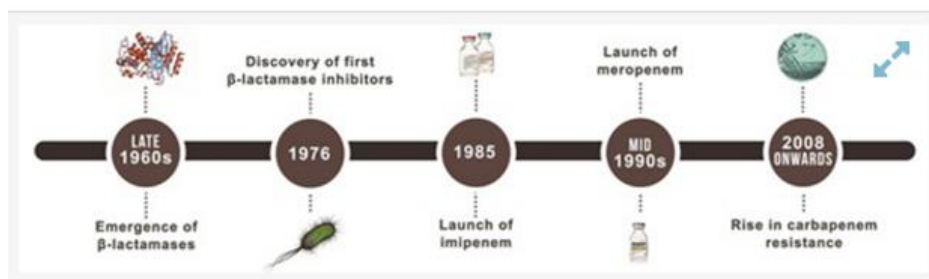 LATE
1960s
Emergence of
β-lactamases
Discovery of first
β-lactamase inhibitors
1976
1985
Launch of
imipenem
Launch of
meropenem
MID
1990s
2008
ONWARDS
Rise in carbapenem
resistance